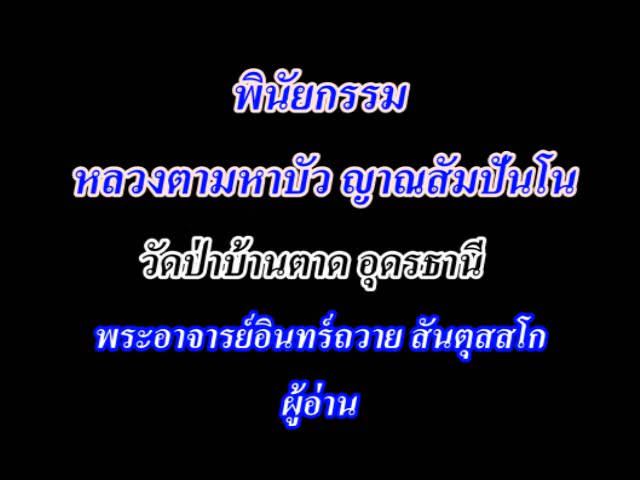 พินัยกรรม
หลวงตามหาบัว ญาณสัมปันโน
วัดป่าบ้านตาด อุดรธานี
พระอาจารย์อินทร์ถวาย สันตุสสโก
ผู้อ่าน